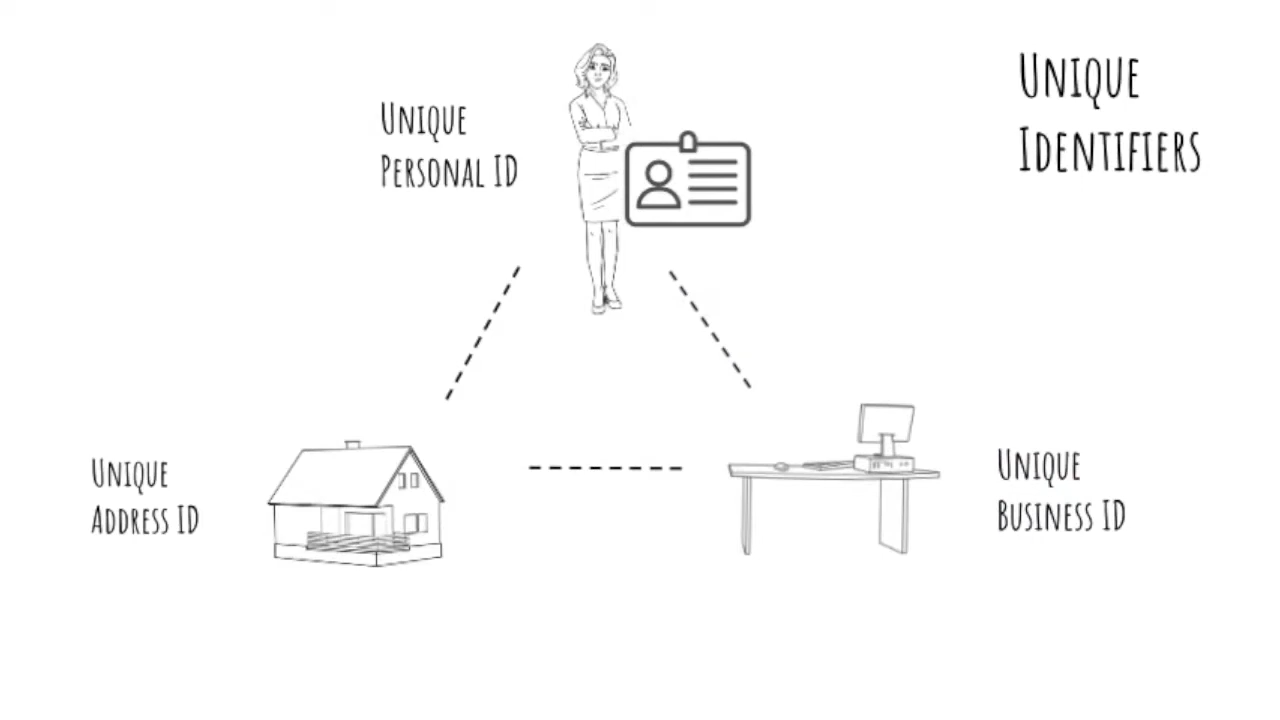 Unique
Identifiers
Unique
Personal ID
Unique
Address ID
Unique
Business ID